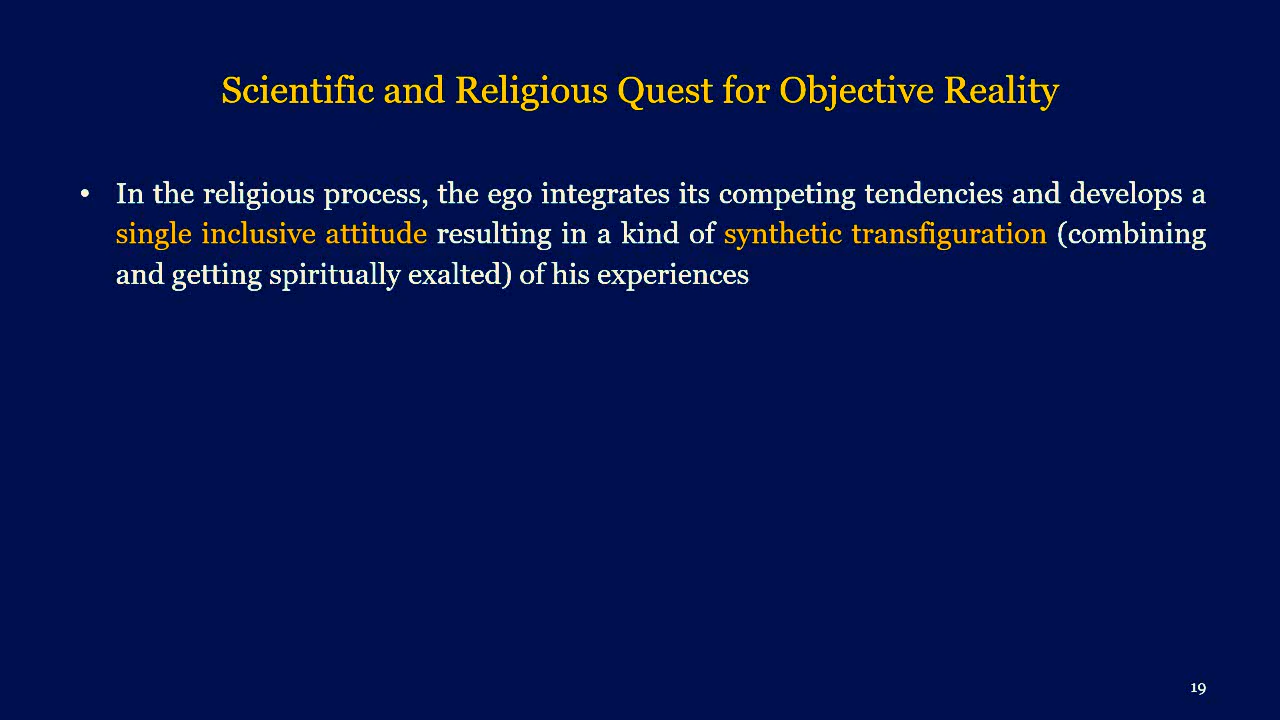 Scientific and Religious Quest for Objective Reality
• In the religious process, the ego integrates its competing tendencies and develops a
single inclusive attitude resulting in a kind of synthetic transfiguration (combining
and getting spiritually exalted) of his experiences
19